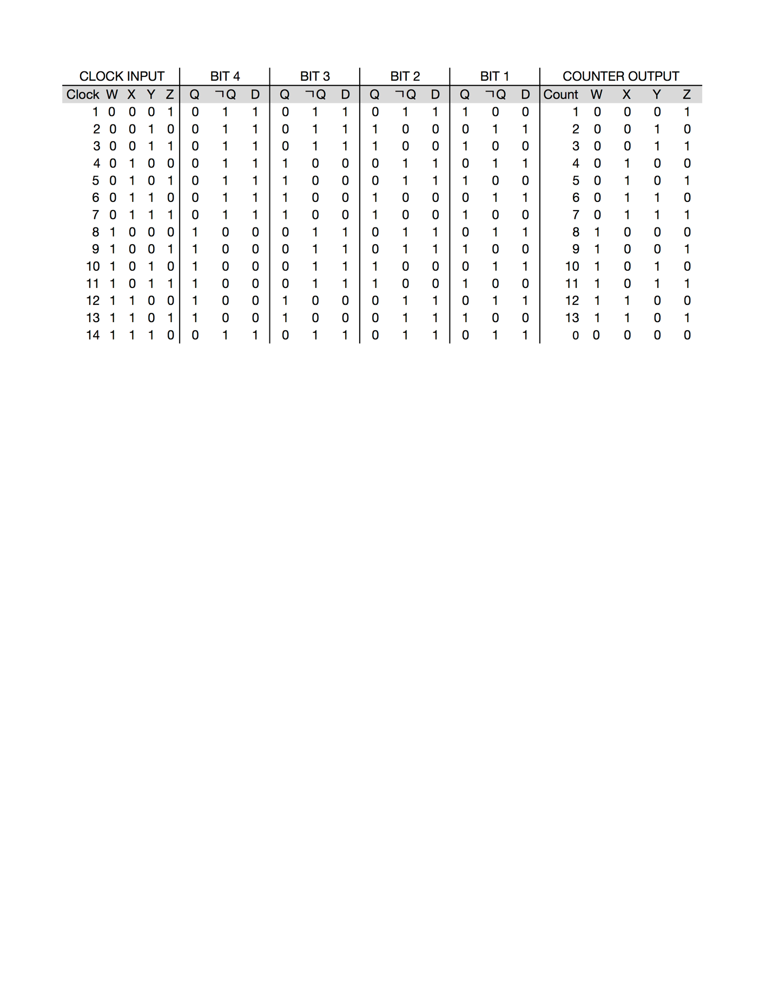 CLOCK INPUT BIT 4 BIT 3 BIT 2 BIT 1 COUNTER OUTPUT
Clock W X Y Z Q ￢Q D Q ￢Q D Q ￢Q D Q ￢Q D Count W X Y Z
1 0 0 0 1 0 1 1 0 1 1 0 1 1 1 0 0 1 0 0 0 1
2 0 0 1 0 0 1 1 0 1 1 1 0 0 0 1 1 2 0 0 1 0
3 0 0 1 1 0 1 1 0 1 1 1 0 0 1 0 0 3 0 0 1 1
4 0 1 0 0 0 1 1 1 0 0 0 1 1 0 1 1 4 0 1 0 0
5 0 1 0 1 0 1 1 1 0 0 0 1 1 1 0 0 5 0 1 0 1
6 0 1 1 0 0 1 1 1 0 0 1 0 0 0 1 1 6 0 1 1 0
7 0 1 1 1 0 1 1 1 0 0 1 0 0 1 0 0 7 0 1 1 1
8 1 0 0 0 1 0 0 0 1 1 0 1 1 0 1 1 8 1 0 0 0
9 1 0 0 1 1 0 0 0 1 1 0 1 1 1 0 0 9 1 0 0 1
10 1 0 1 0 1 0 0 0 1 1 1 0 0 0 1 1 10 1 0 1 0
11 1 0 1 1 1 0 0 0 1 1 1 0 0 1 0 0 11 1 0 1 1
12 1 1 0 0 1 0 0 1 0 0 0 1 1 0 1 1 12 1 1 0 0
13 1 1 0 1 1 0 0 1 0 0 0 1 1 1 0 0 13 1 1 0 1
14 1 1 1 0 0 1 1 0 1 1 0 1 1 0 1 1 0 0 0 0 0